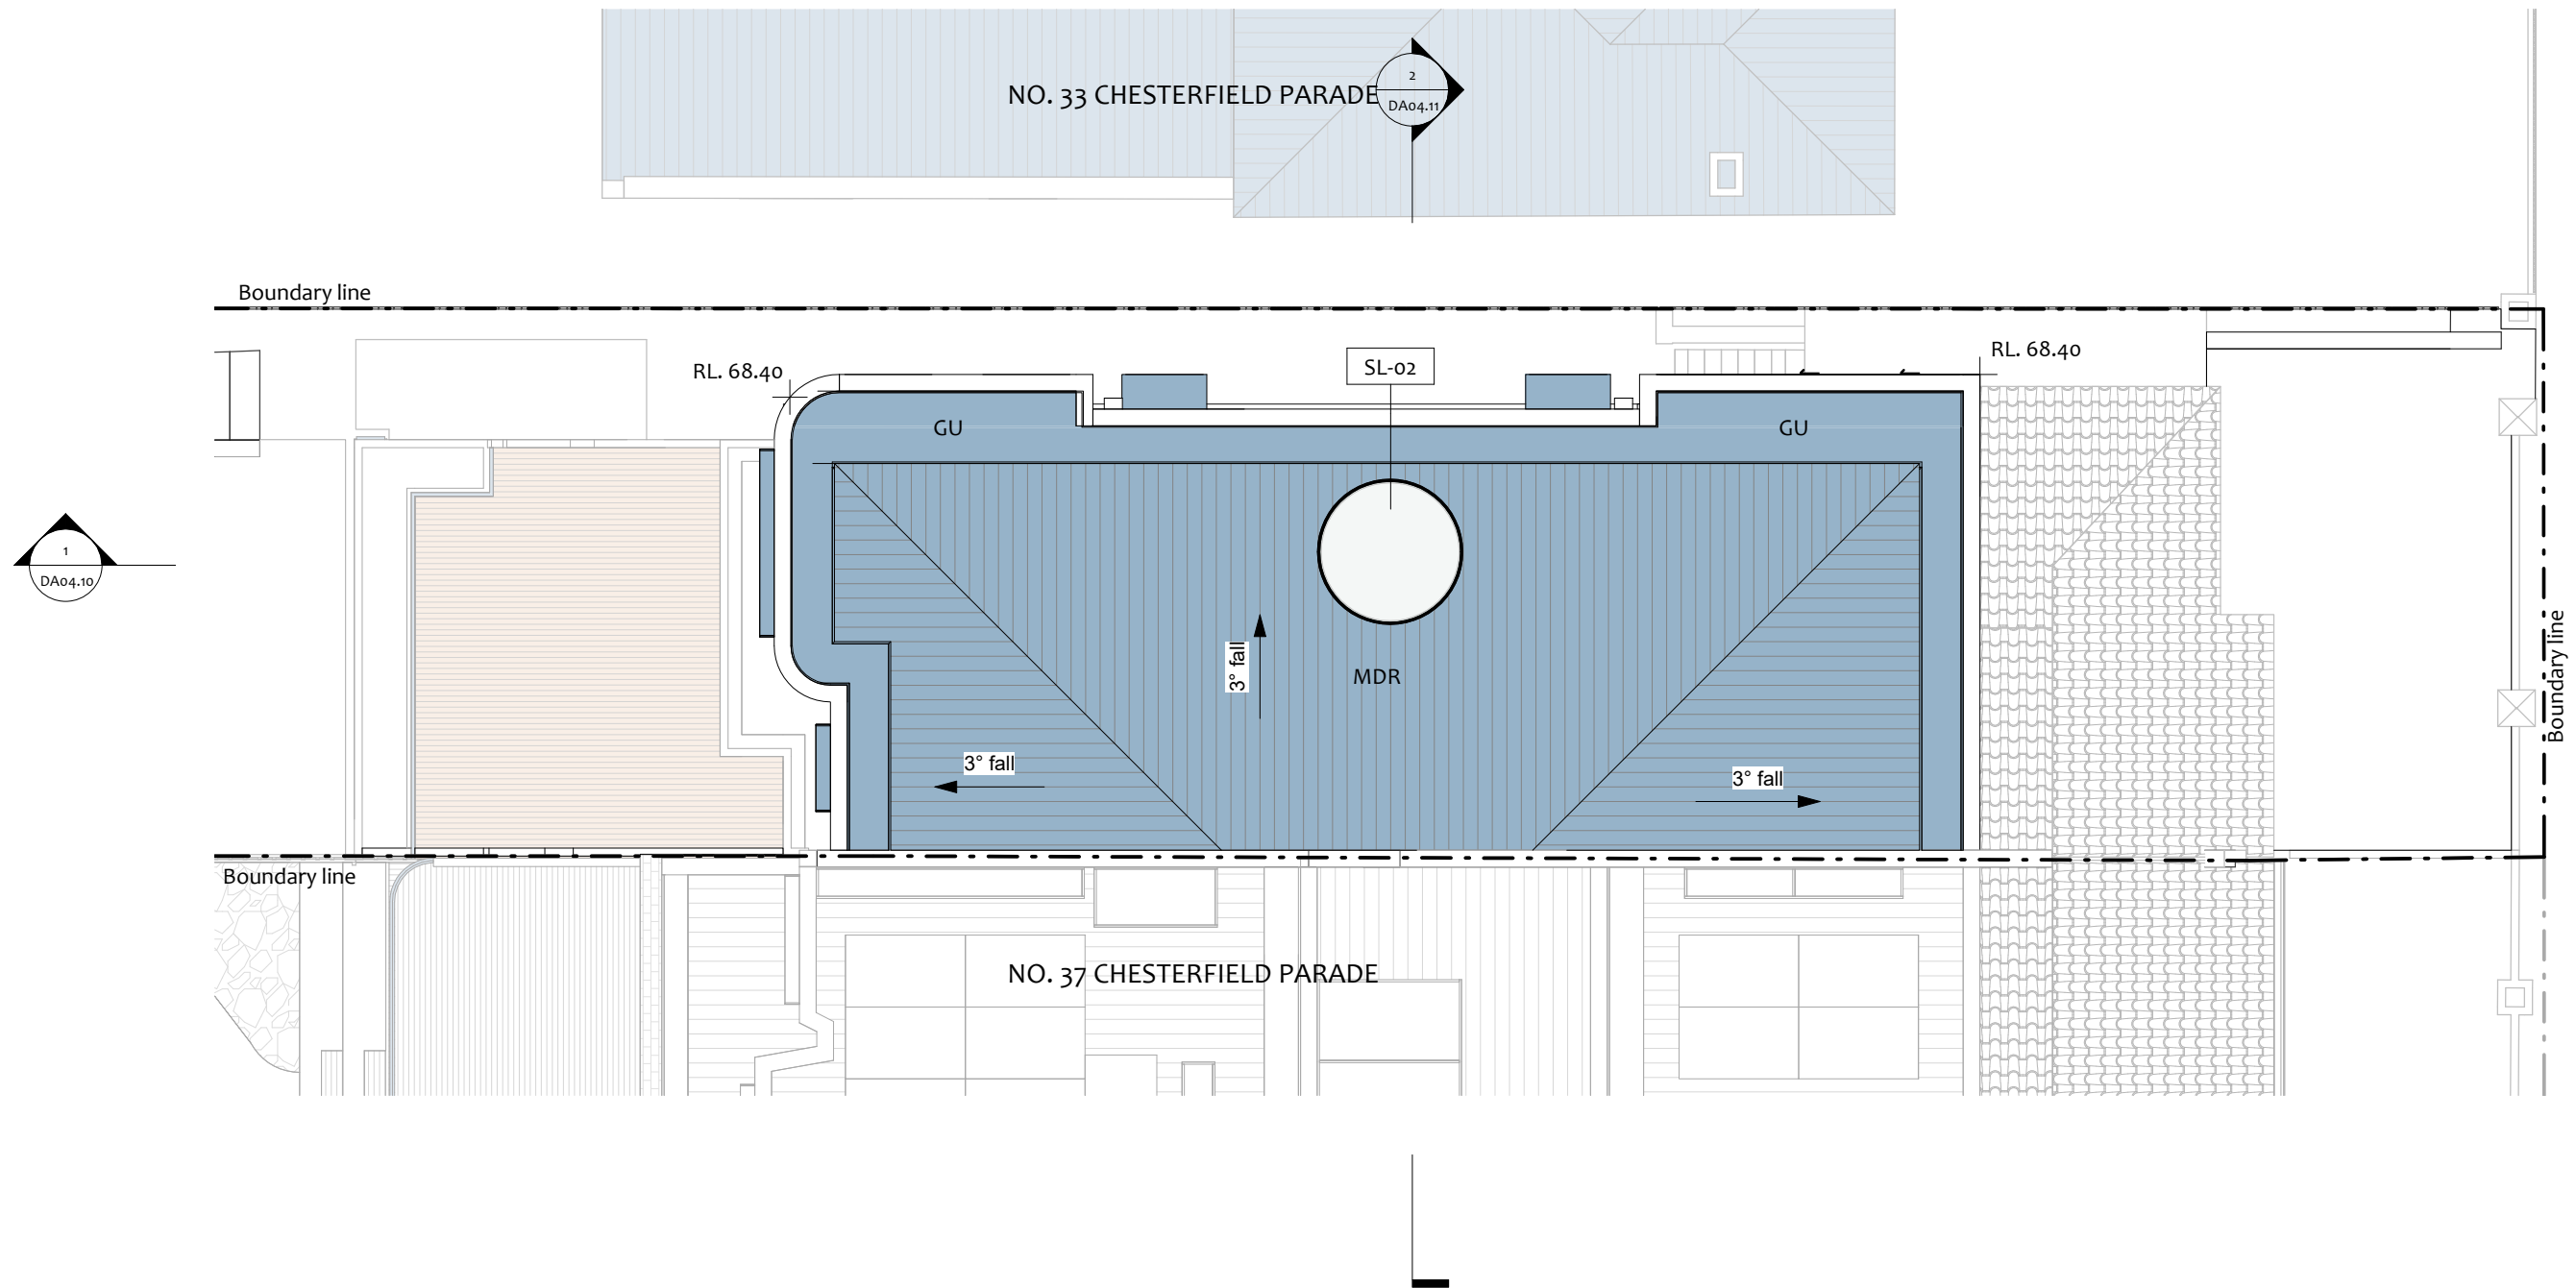 NO. 33 CHESTERFIELD PARADE
2
DA04.11
Boundary line
RL. 68.40
SL-02
RL. 68.40
GU
GU
1
DA04.10
3° fall
MDR
3° fall
3° fall
Boundary line
Boundary line
NO. 37 CHESTERFIELD PARADE